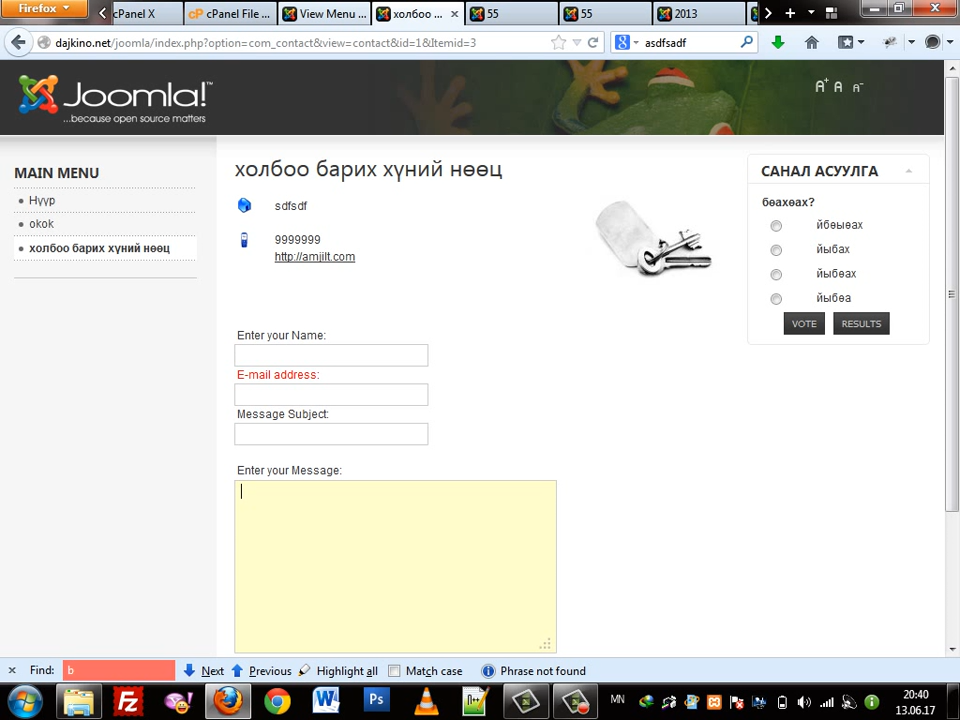 Firefox
cPanel X
cPanel File ...
View Menu ...
холбоо ...
55
55
2013
dajkino.net/joomla/index.php?option=com_contact&view=contact&id=1&Itemid=3
asdfsadf
Joomla!™
...because open source matters
A+ A A-
MAIN MENU
Нүүр
okok
холбоо барих хүний нөөц
холбоо барих хүний нөөц
sdfsdf
9999999
http://amjilt.com
Enter your Name:
E-mail address:
Message Subject:
Enter your Message:
САНАЛ АСУУЛГА
бөахөах?
йбөыөах
йыбах
йыбөах
йыбөа
VOTE RESULTS
Find: b Next Previous Highlight all Match case Phrase not found
MN
20:40
13.06.17